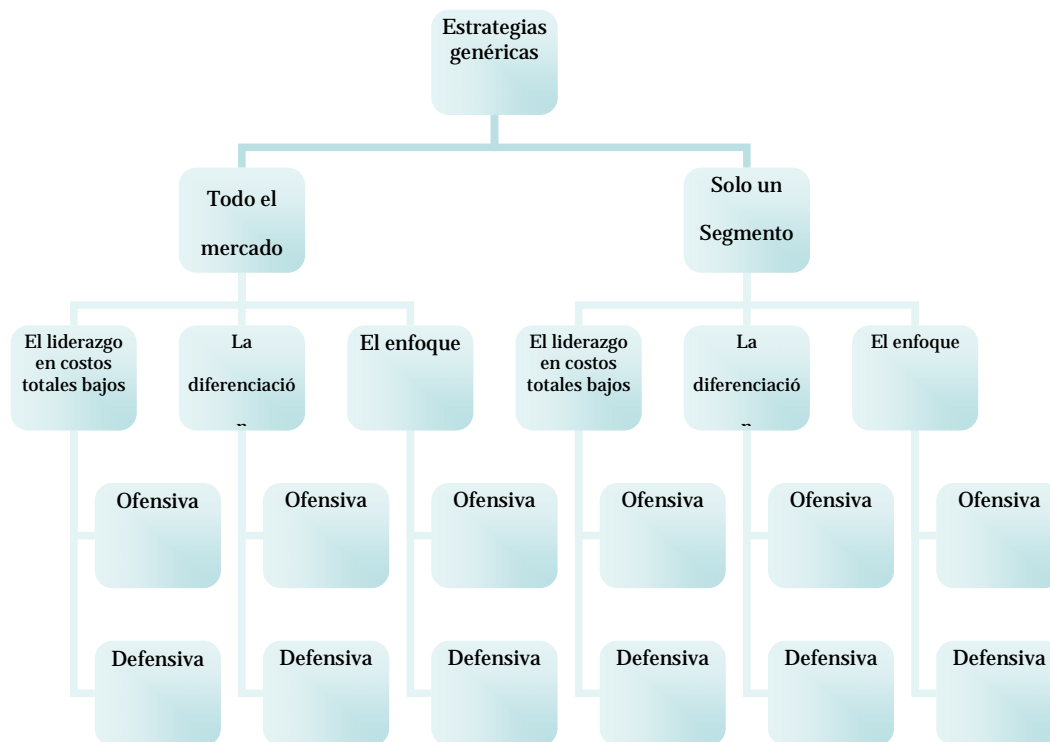 Estrategias
genéricas
Todo el
mercado
Solo un
Segmento
El liderazgo
en costos
totales bajos
La
diferenciació
n
El enfoque
El liderazgo
en costos
totales bajos
La
diferenciació
n
El enfoque
Ofensiva
Ofensiva
Ofensiva
Ofensiva
Ofensiva
Ofensiva
Defensiva
Defensiva
Defensiva
Defensiva
Defensiva
Defensiva